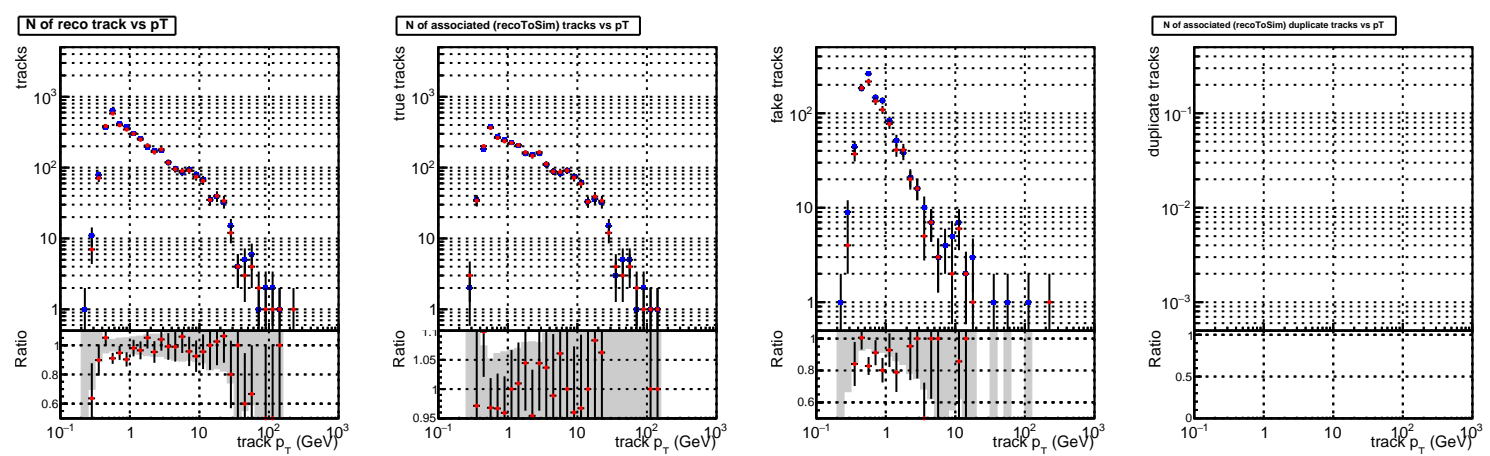 N of reco track vs pT
tracks
10³
10²
10
1
Ratio
1
0.8
0.6
10⁻¹ 1 10 10² 10³
track p_T (GeV)
N of associated (recoToSim) tracks vs pT
true tracks
10³
10²
10
1
Ratio
1.1
1.05
1
0.95
10⁻¹ 1 10 10² 10³
track p_T (GeV)
fake tracks
10²
10
1
Ratio
1
0.8
0.6
10⁻¹ 1 10 10² 10³
track p_T (GeV)
N of associated (recoToSim) duplicate tracks vs pT
duplicate tracks
10⁻¹
10⁻²
10⁻³
Ratio
1
0.5
0
10⁻¹ 1 10 10² 10³
track p_T (GeV)